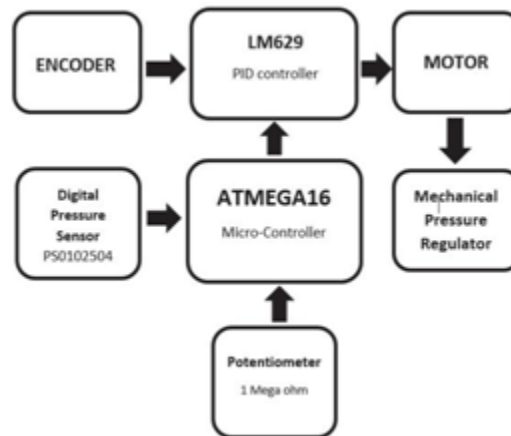 ENCODER
LM629
PID controller
MOTOR
Digital
Pressure
Sensor
PS0102504
ATMEGA16
Micro-Controller
Mechanical
Pressure
Regulator
Potentiometer
1 Mega ohm